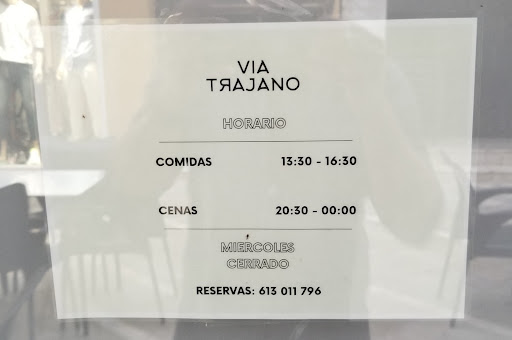 VIA
TRAJANO
HORARIO
COMIDAS 13:30 - 16:30
CENAS 20:30 - 00:00
MIERCOLES
CERRADO
RESERVAS: 613 011 796